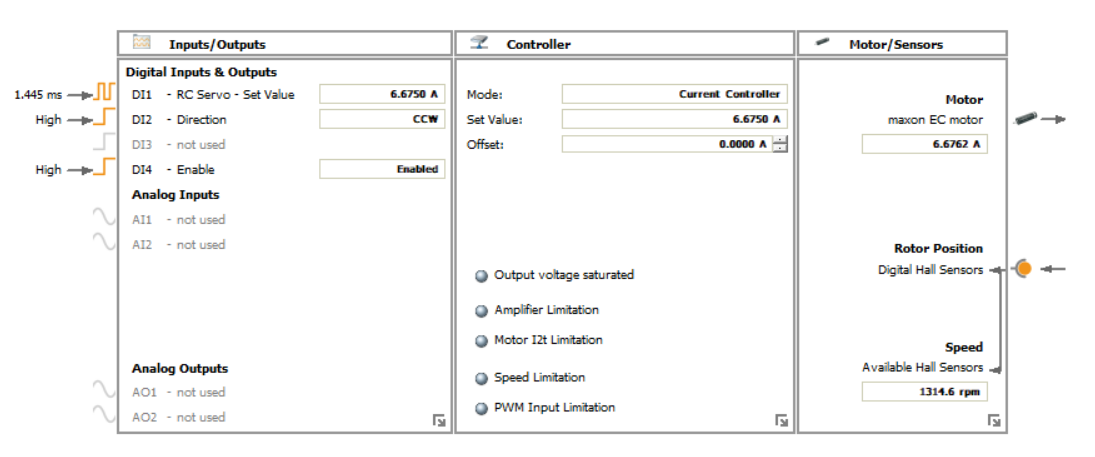 Inputs/Outputs
Digital Inputs & Outputs
1.445 ms DI1 - RC Servo - Set Value 6.6750 A
High DI2 - Direction CCW
DI3 - not used
High DI4 - Enable Enabled
Analog Inputs
AI1 - not used
AI2 - not used
Analog Outputs
AO1 - not used
AO2 - not used
Controller
Mode: Current Controller
Set Value: 6.6750 A
Offset: 0.0000 A
Output voltage saturated
Amplifier Limitation
Motor I2t Limitation
Speed Limitation
PWM Input Limitation
Motor/Sensors
Motor
maxon EC motor
6.6762 A
Rotor Position
Digital Hall Sensors
Speed
Available Hall Sensors
1314.6 rpm